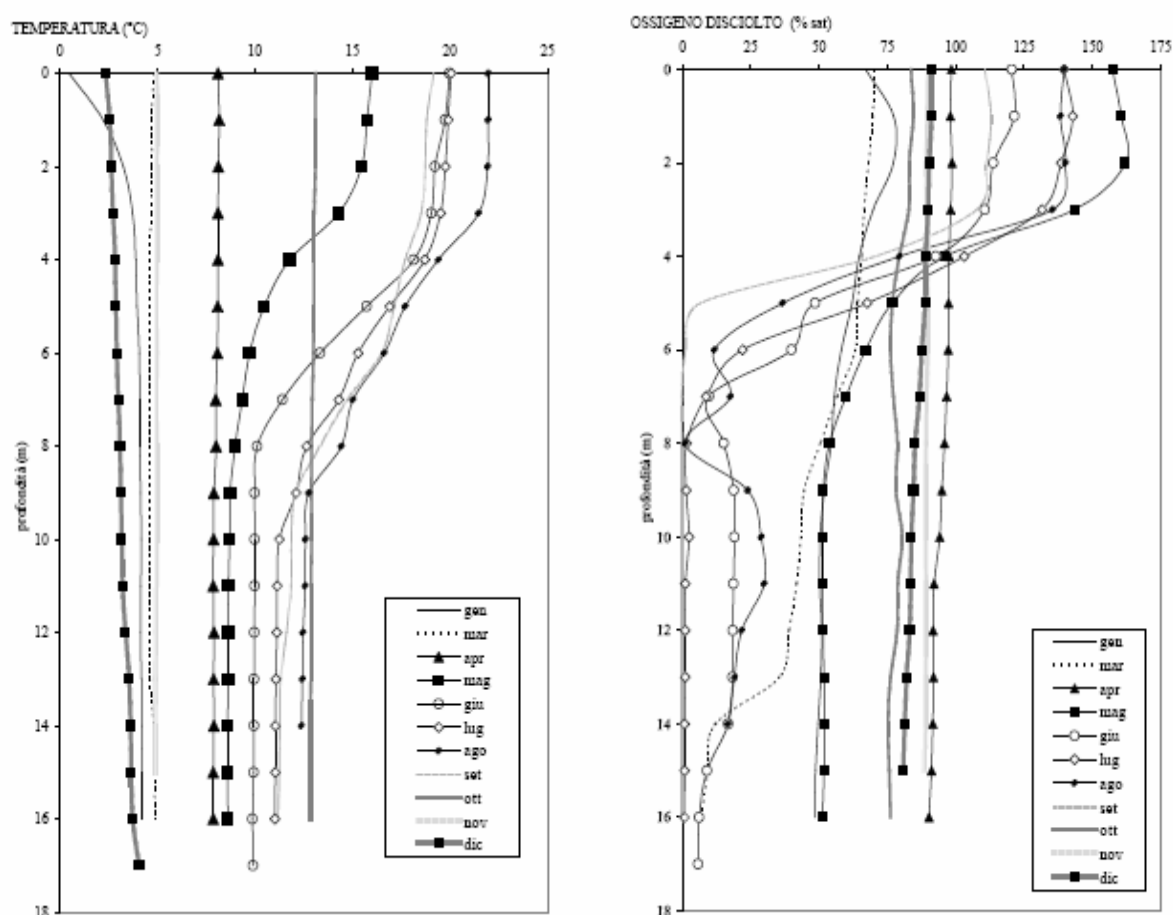 TEMPERATURA (°C)
0 5 10 15 20 25
0
2
4
6
8
10
12
14
16
18
profondità (m)
gen
mar
apr
mag
giu
lug
ago
set
ott
nov
dic
OSSIGENO DISCIOLTO (% sat)
0 25 50 75 100 125 150 175
0
2
4
6
8
10
12
14
16
18
profondità (m)
gen
mar
apr
mag
giu
lug
ago
set
ott
nov
dic